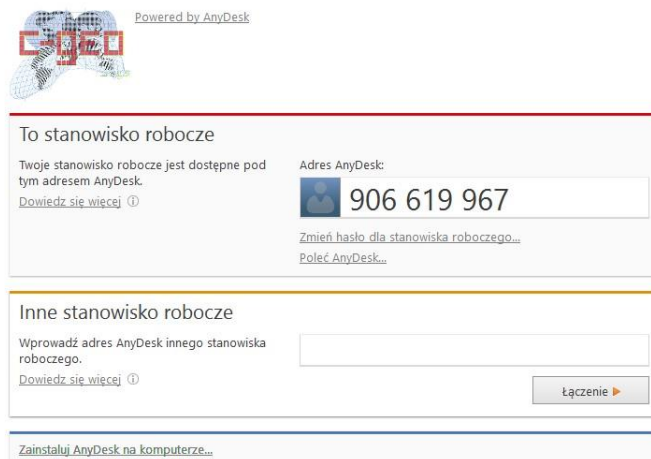 Powered by AnyDesk
c-geo
To stanowisko robocze
Twoje stanowisko robocze jest dostępne pod
tym adresem AnyDesk.
Dowiedz się więcej
Adres AnyDesk:
906 619 967
Zmień hasło dla stanowiska roboczego...
Poleć AnyDesk...
Inne stanowisko robocze
Wprowadź adres AnyDesk innego stanowiska
roboczego.
Dowiedz się więcej
Łączenie
Zainstaluj AnyDesk na komputerze...